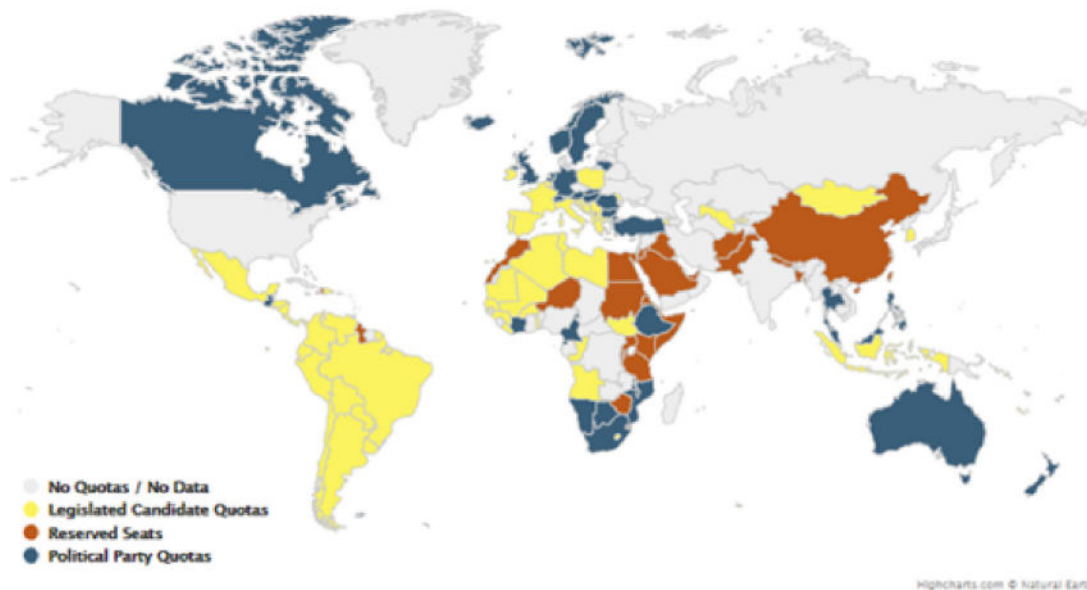 No Quotas / No Data
Legislated Candidate Quotas
Reserved Seats
Political Party Quotas
Highcharts.com © Natural Eart